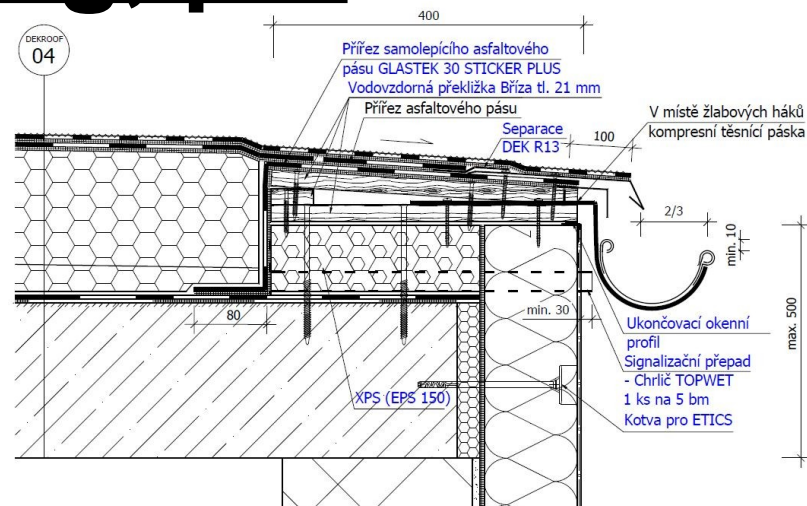 400
DEKROOF
04
Přířez samolepícího asfaltového
pásu GLASTEK 30 STICKER PLUS
Vodovzdorná překližka Bříza tl. 21 mm
Přířez asfaltového pásu
Separace
DEK R13
V místě žlabových háků
kompresní těsnící páska
100
2/3
min. 10
max. 500
80
min. 30
XPS (EPS 150)
Ukončovací okenní
profil
Signalizační přepad
- Chrlič TOPWET
1 ks na 5 bm
Kotva pro ETICS